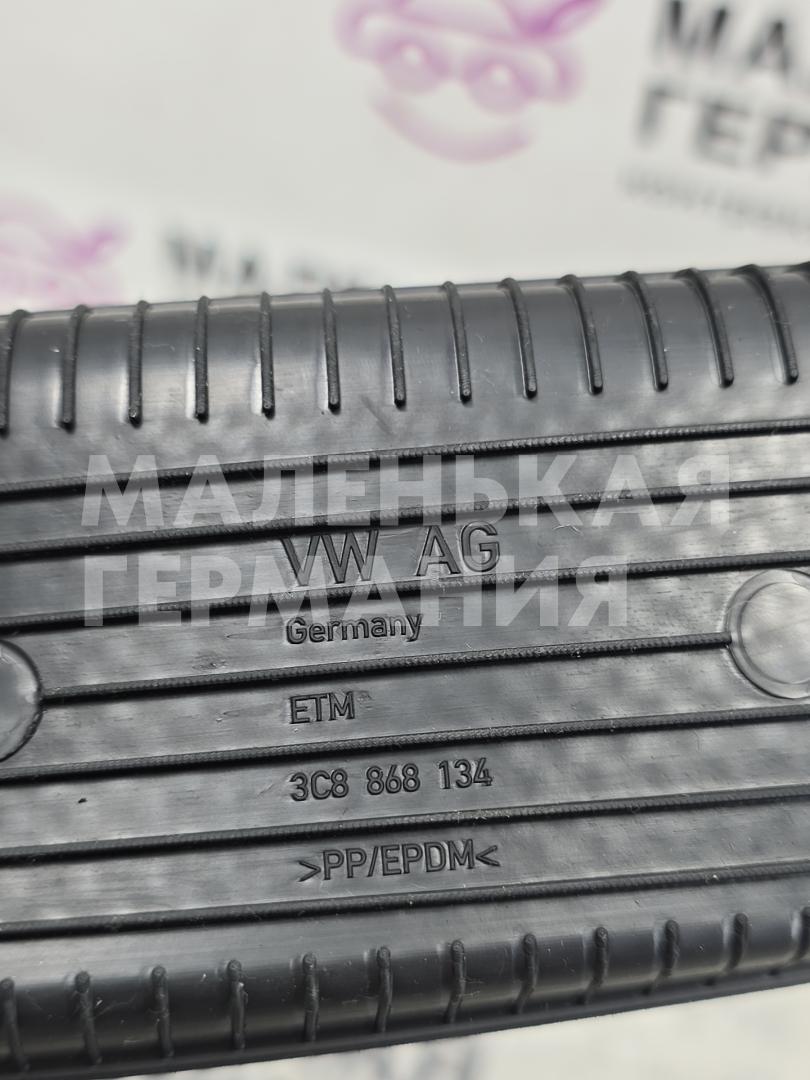 МАЛЕНЬКАЯ
ГЕРМАНИЯ
VW AG
Germany
ETM
3C8 868 134
>PP/EPDM<